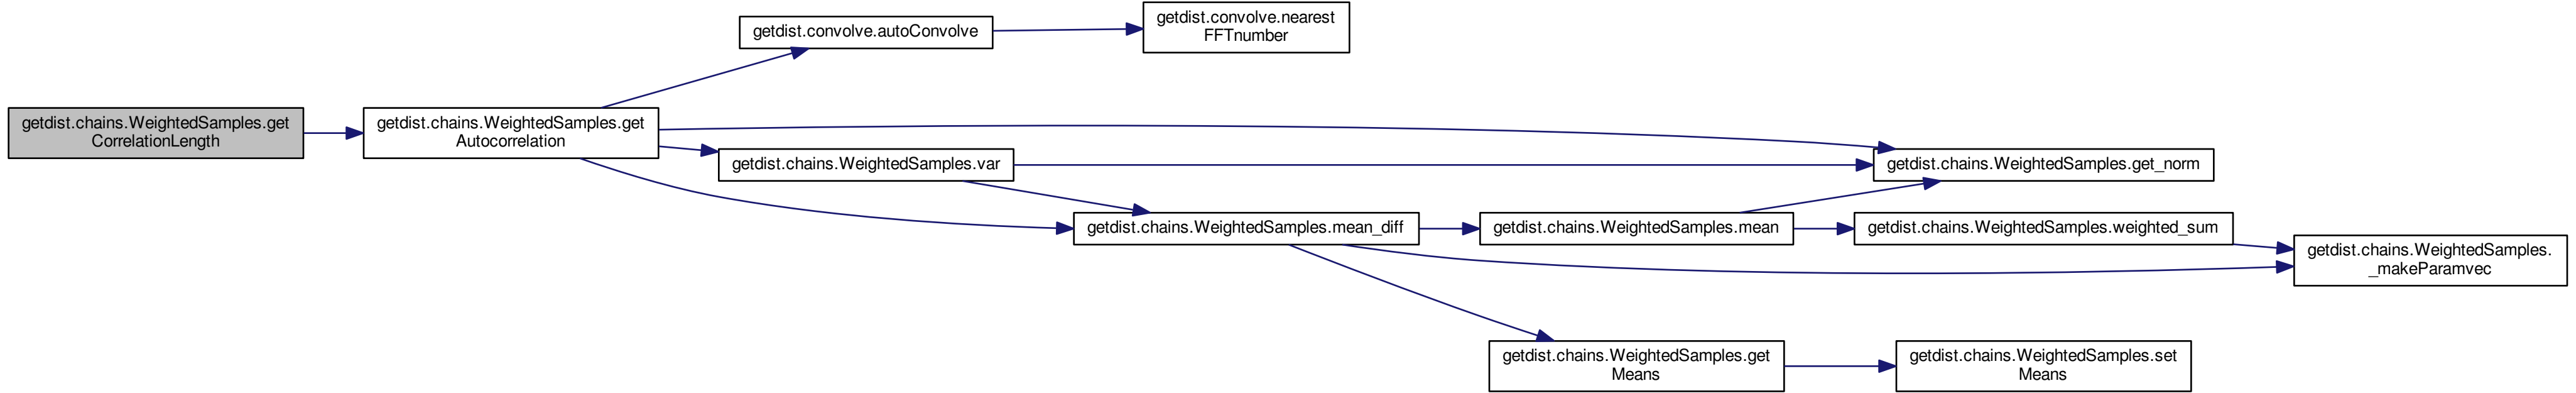 getdist.convolve.nearest
FFTnumber
getdist.convolve.autoConvolve
getdist.chains.WeightedSamples.get
CorrelationLength
getdist.chains.WeightedSamples.get
Autocorrelation
getdist.chains.WeightedSamples.var
getdist.chains.WeightedSamples.get_norm
getdist.chains.WeightedSamples.mean_diff
getdist.chains.WeightedSamples.mean
getdist.chains.WeightedSamples.weighted_sum
getdist.chains.WeightedSamples.
_makeParamvec
getdist.chains.WeightedSamples.get
Means
getdist.chains.WeightedSamples.set
Means